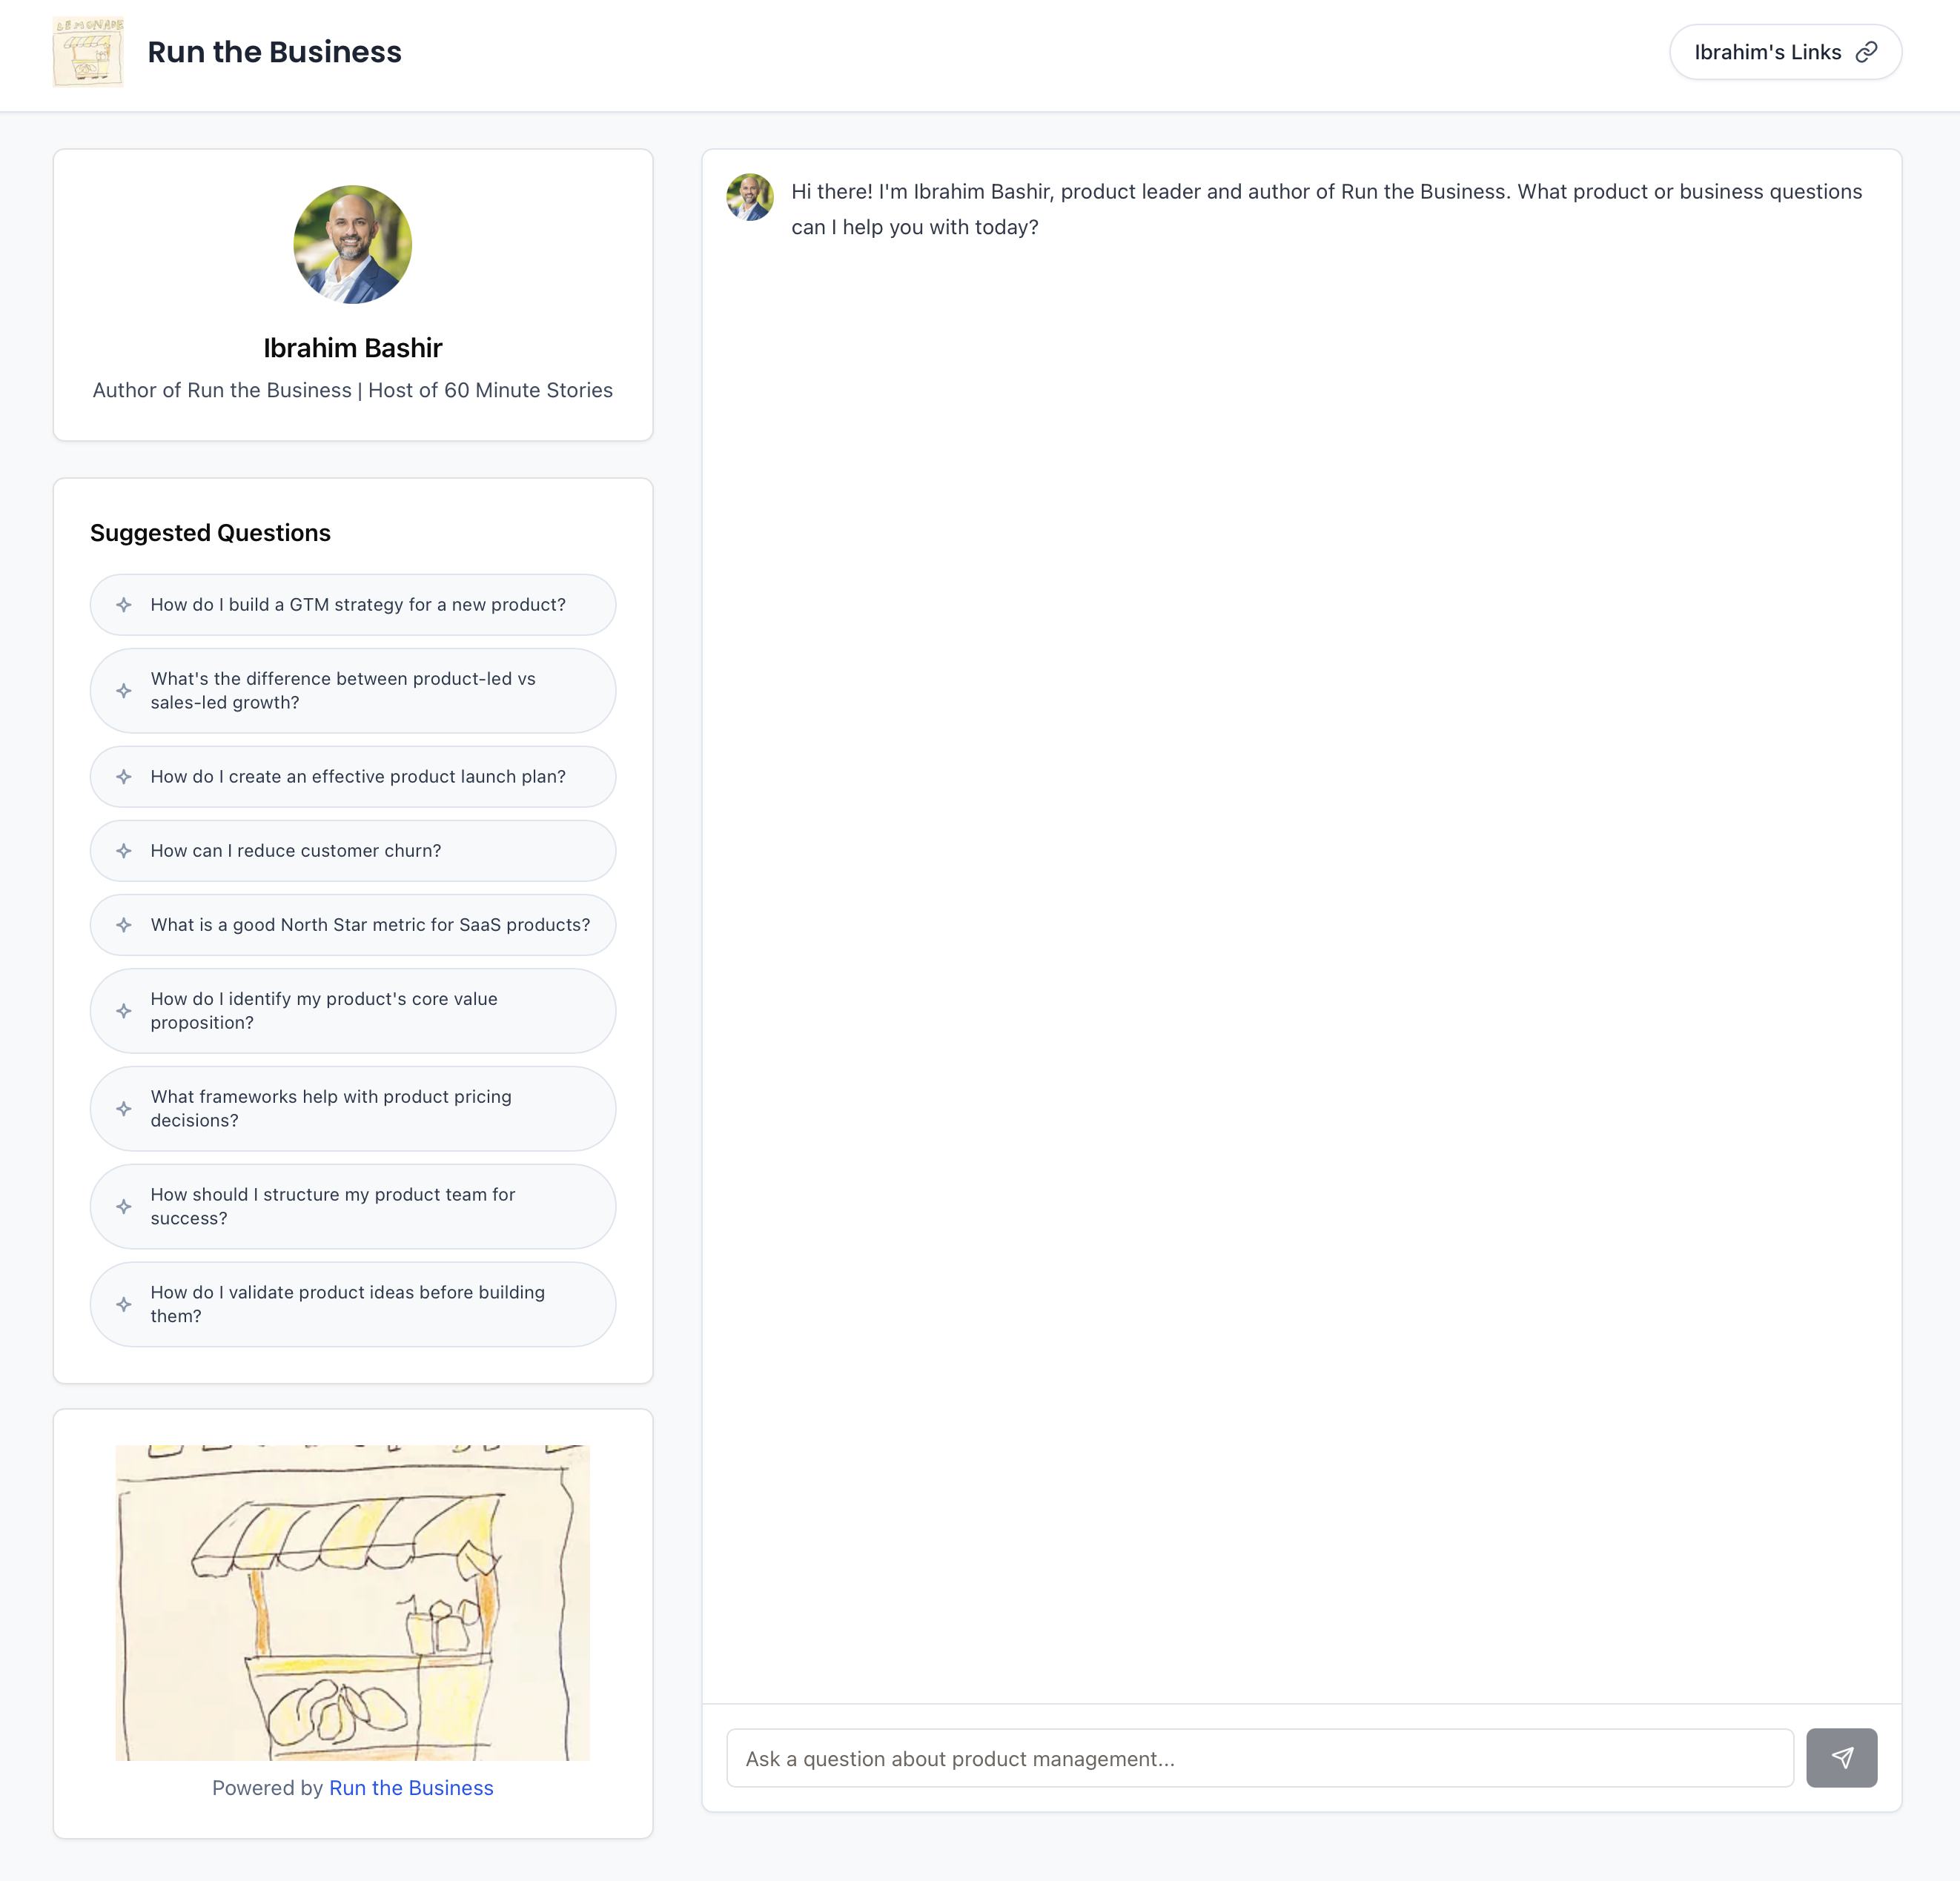 LEMONADE
Run the Business
Ibrahim's Links
Ibrahim Bashir
Author of Run the Business | Host of 60 Minute Stories
Suggested Questions
How do I build a GTM strategy for a new product?
What's the difference between product-led vs
sales-led growth?
How do I create an effective product launch plan?
How can I reduce customer churn?
What is a good North Star metric for SaaS products?
How do I identify my product's core value
proposition?
What frameworks help with product pricing
decisions?
How should I structure my product team for
success?
How do I validate product ideas before building
them?
Powered by Run the Business
Hi there! I'm Ibrahim Bashir, product leader and author of Run the Business. What product or business questions
can I help you with today?
Ask a question about product management...